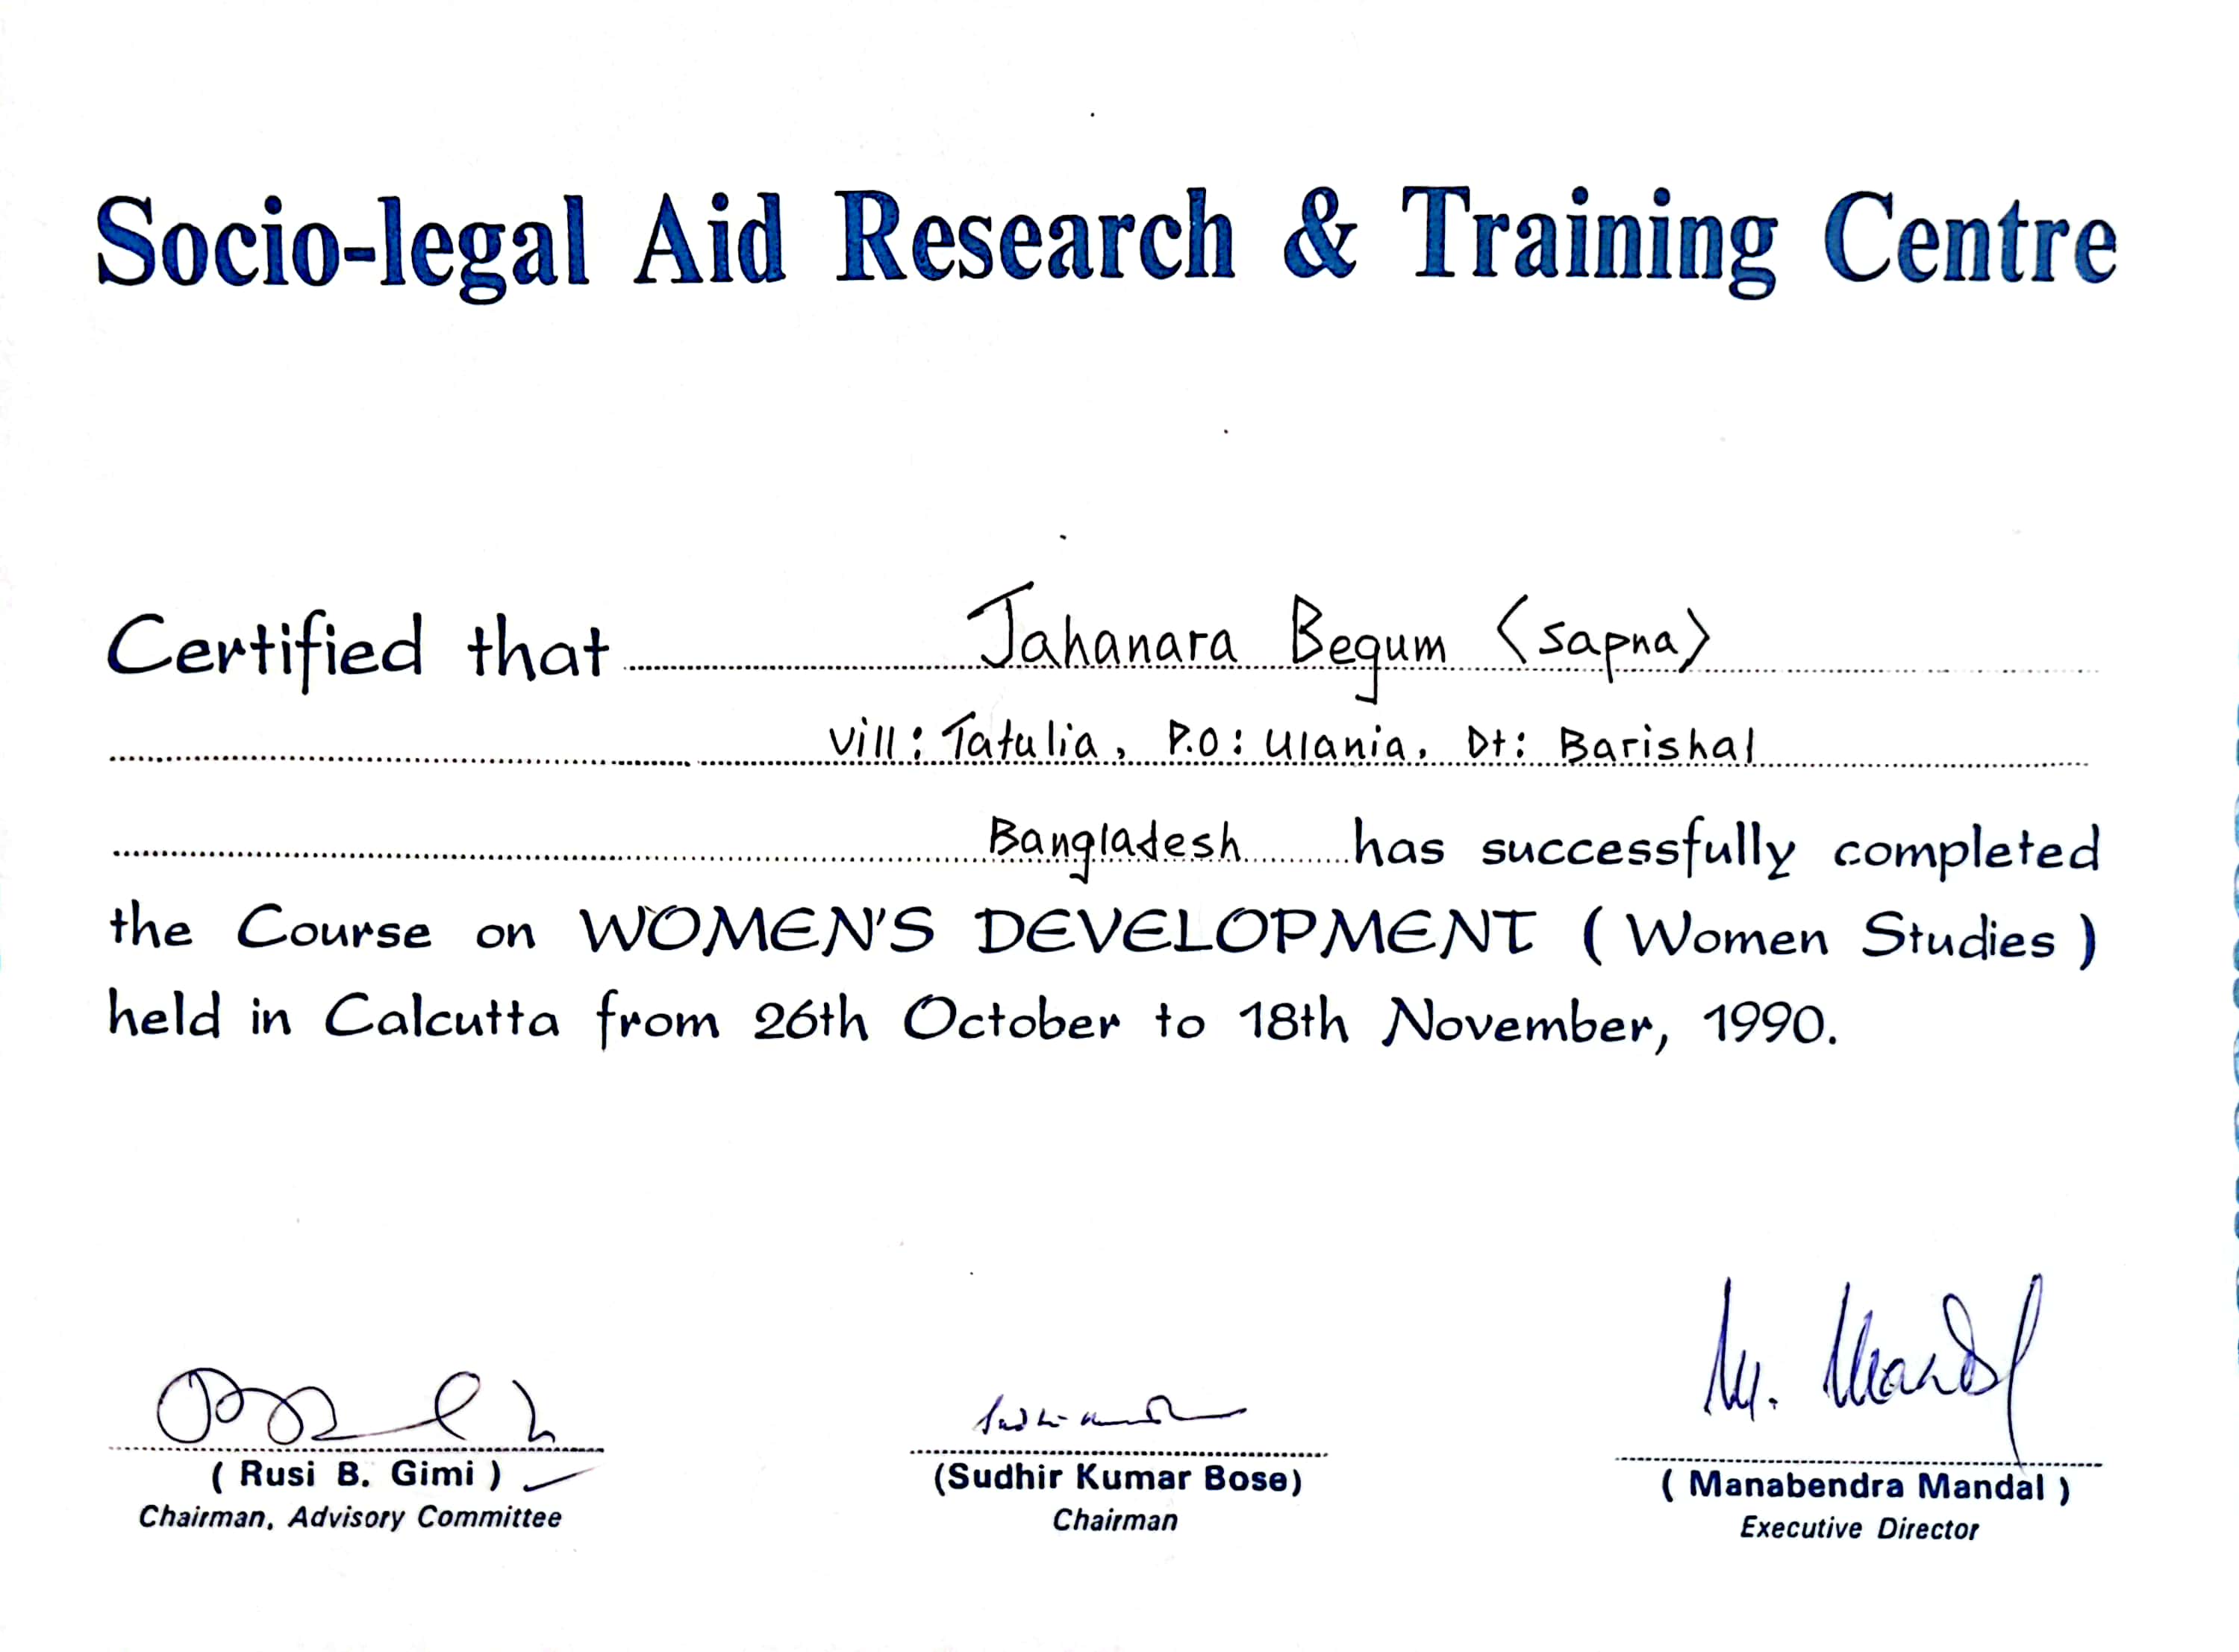 Socio-legal Aid Research & Training Centre
Certified that Jahanara Begum <sapna>
Vill: Tatulia, P.O: Ulania, Dt: Barishal
Bangladesh has successfully completed
the Course on WOMEN'S DEVELOPMENT ( Women Studies )
held in Calcutta from 26th October to 18th November, 1990.
M. Mandal
( Rusi B. Gimi ) (Sudhir Kumar Bose) ( Manabendra Mandal )
Chairman, Advisory Committee Chairman Executive Director